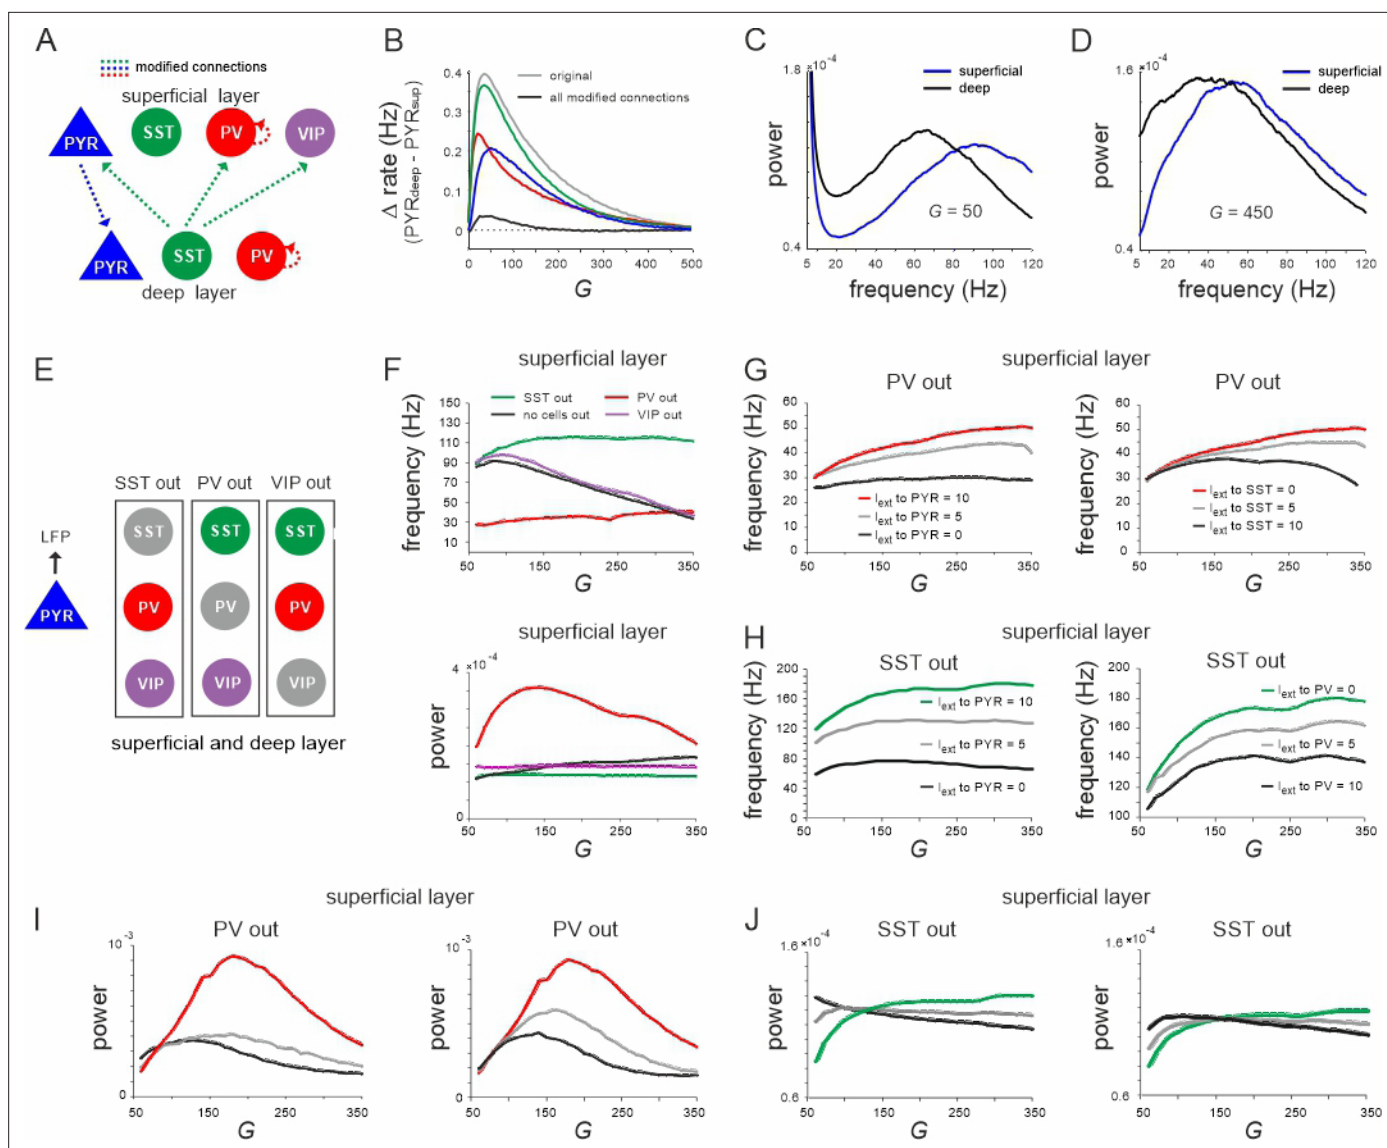 A
modified connections
superficial layer
PYR
SST
PV
VIP
PYR
SST
PV
deep layer
B
Δ rate (Hz)
(PYRdeep - PYRsup)
original
all modified connections
0.4
0.3
0.2
0.1
0
0 100 200 300 400 500
G
C
1.8 ×10-4
superficial
deep
power
G = 50
0.4
5 40 60 80 100 120
frequency (Hz)
D
1.6 ×10-4
superficial
deep
power
G = 450
0.4
5 20 40 60 80 100 120
frequency (Hz)
E
SST out PV out VIP out
LFP
PYR
SST SST SST
PV PV PV
VIP VIP VIP
superficial and deep layer
F
superficial layer
SST out PV out
no cells out VIP out
frequency (Hz)
150
130
110
90
70
50
30
10
50 150 250 350
G
superficial layer
4 ×10-4
power
0
50 150 250 350
G
G
superficial layer
PV out
frequency (Hz)
60
50
40
30
20
10
0
Iext to PYR = 10
Iext to PYR = 5
Iext to PYR = 0
50 150 250 350
G
PV out
frequency (Hz)
60
50
40
30
20
10
0
Iext to SST = 0
Iext to SST = 5
Iext to SST = 10
50 150 250 350
G
H
superficial layer
SST out
frequency (Hz)
200
160
120
80
40
0
Iext to PYR = 10
Iext to PYR = 5
Iext to PYR = 0
50 150 250 350
G
SST out
frequency (Hz)
200
180
160
140
120
100
Iext to PV = 0
Iext to PV = 5
Iext to PV = 10
50 150 250 350
G
I
superficial layer
PV out
10-3
power
0
50 150 250 350
G
PV out
10-3
power
0
50 150 250 350
G
J
superficial layer
SST out
1.6 ×10-4
power
0.6
50 150 250 350
G
SST out
1.6 ×10-4
power
0.6
50 150 250 350
G